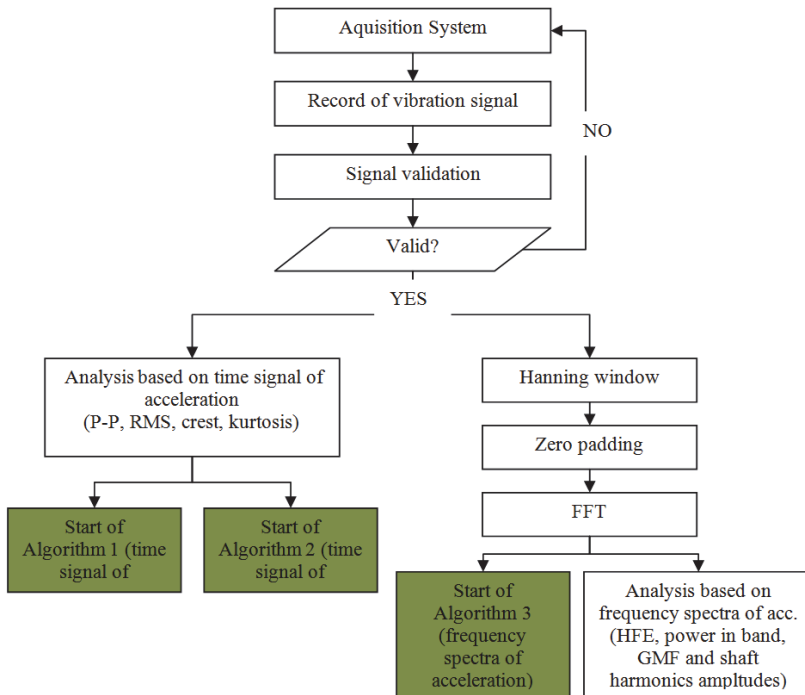 Aquisition System
Record of vibration signal
NO
Signal validation
Valid?
YES
Analysis based on time signal of
acceleration
(P-P, RMS, crest, kurtosis)
Hanning window
Zero padding
FFT
Start of
Algorithm 1 (time
signal of
Start of
Algorithm 2 (time
signal of
Start of
Algorithm 3
(frequency
spectra of
acceleration)
Analysis based on
frequency spectra of acc.
(HFE, power in band,
GMF and shaft
harmonics ampltudes)